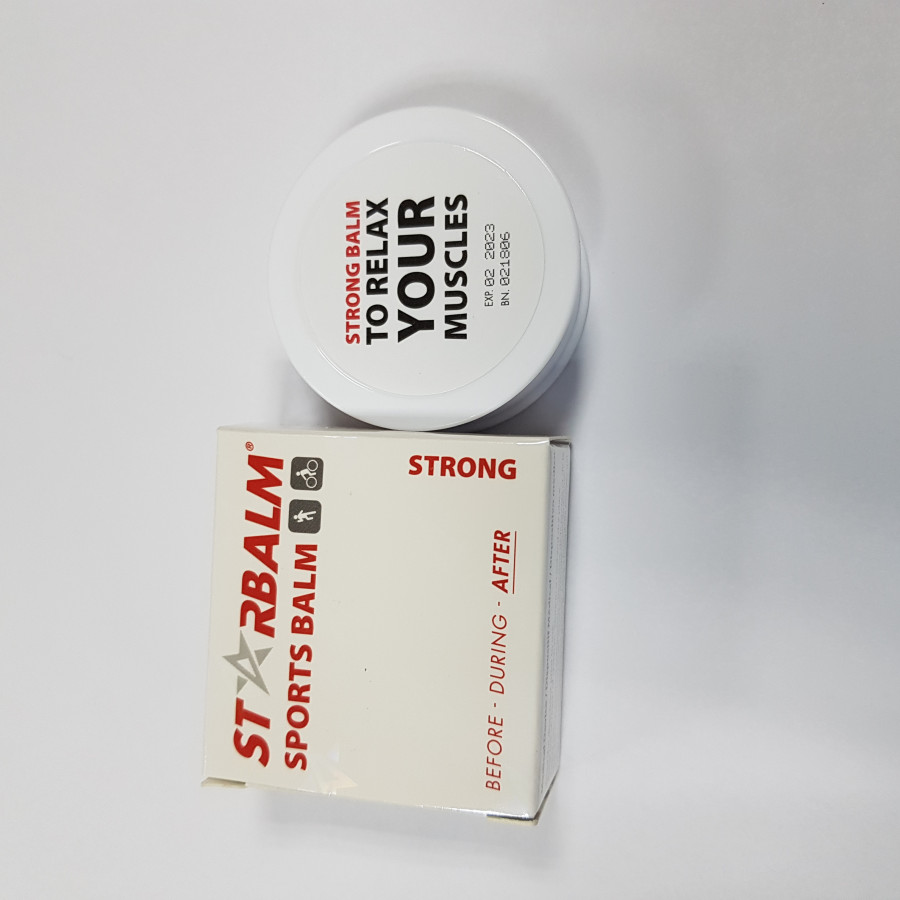 STRONG BALM
TO RELAX
YOUR
MUSCLES
EXP. 02 2023
BN. 021806
STARBALM®
SPORTS BALM
STRONG
BEFORE - DURING - AFTER